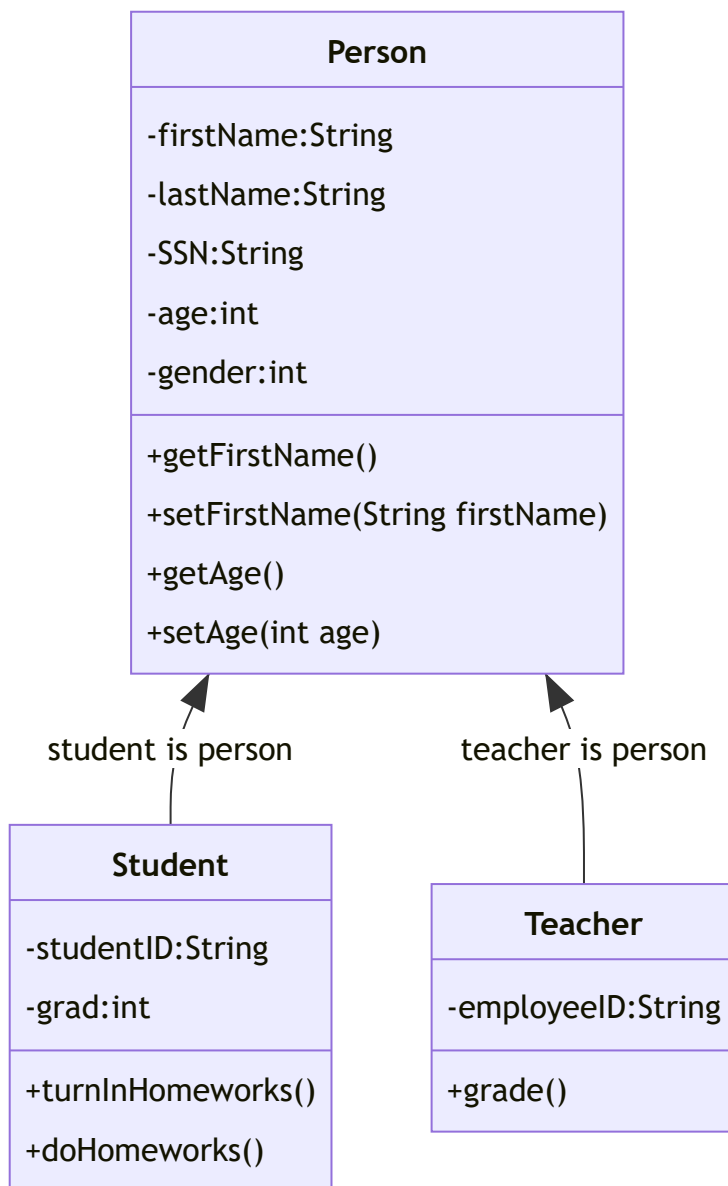 Person
-firstName:String
-lastName:String
-SSN:String
-age:int
-gender:int
+getFirstName()
+setFirstName(String firstName)
+getAge()
+setAge(int age)
student is person
teacher is person
Student
-studentID:String
-grad:int
+turnInHomeworks()
+doHomeworks()
Teacher
-employeeID:String
+grade()